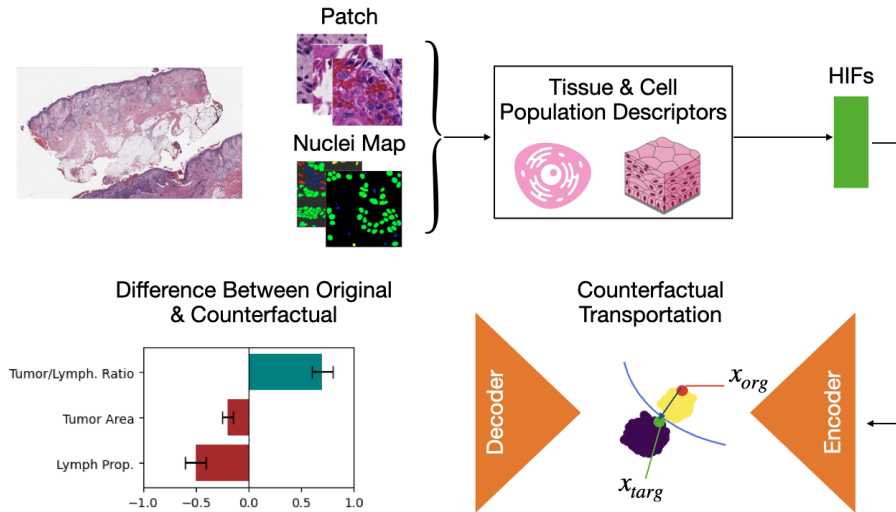 Patch
Nuclei Map
Tissue & Cell
Population Descriptors
HIFs
Difference Between Original
& Counterfactual
Tumor/Lymph. Ratio
Tumor Area
Lymph Prop.
−1.0 −0.5 0.0 0.5 1.0
Counterfactual
Transportation
Decoder
x_org
x_targ
Encoder